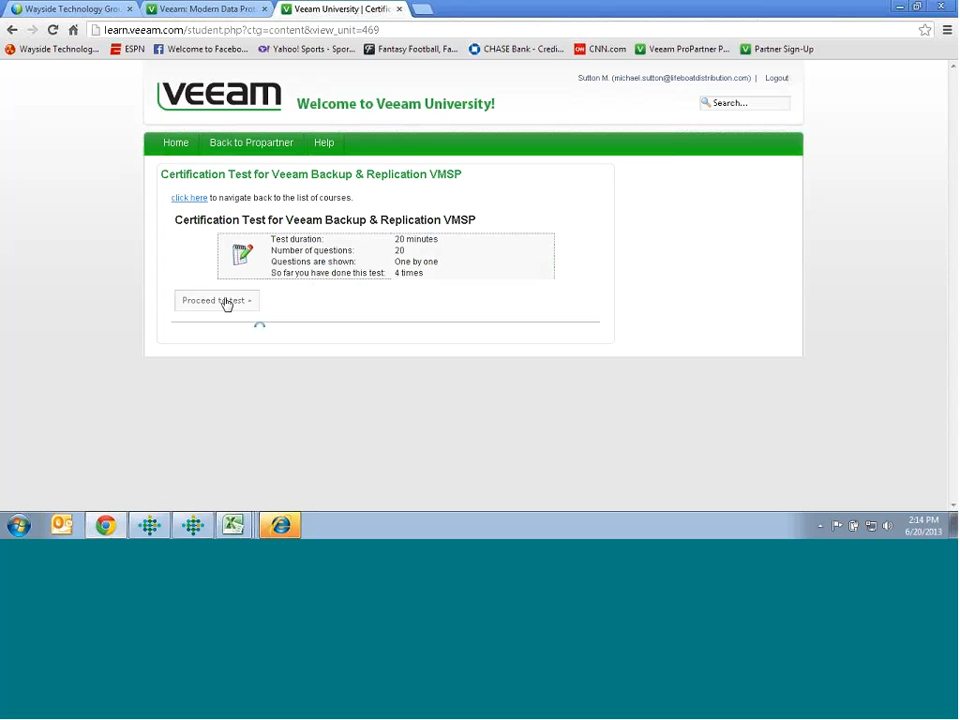 Wayside Technology Grou
Veeam: Modern Data Prot
Veeam University | Certific
learn.veeam.com/student.php?ctg=content&view_unit=469
Wayside Technolog...
ESPN
Welcome to Facebo...
Yahoo! Sports - Spor...
Fantasy Football, Fa...
CHASE Bank - Credi...
CNN.com
Veeam ProPartner P...
Partner Sign-Up
veeam
Welcome to Veeam University!
Sutton M. (michael.sutton@lifeboatdistribution.com) | Logout
Search...
Home
Back to Propartner
Help
Certification Test for Veeam Backup & Replication VMSP
click here to navigate back to the list of courses.
Certification Test for Veeam Backup & Replication VMSP
Test duration: 20 minutes
Number of questions: 20
Questions are shown: One by one
So far you have done this test: 4 times
Proceed to test »
2:14 PM
6/20/2013